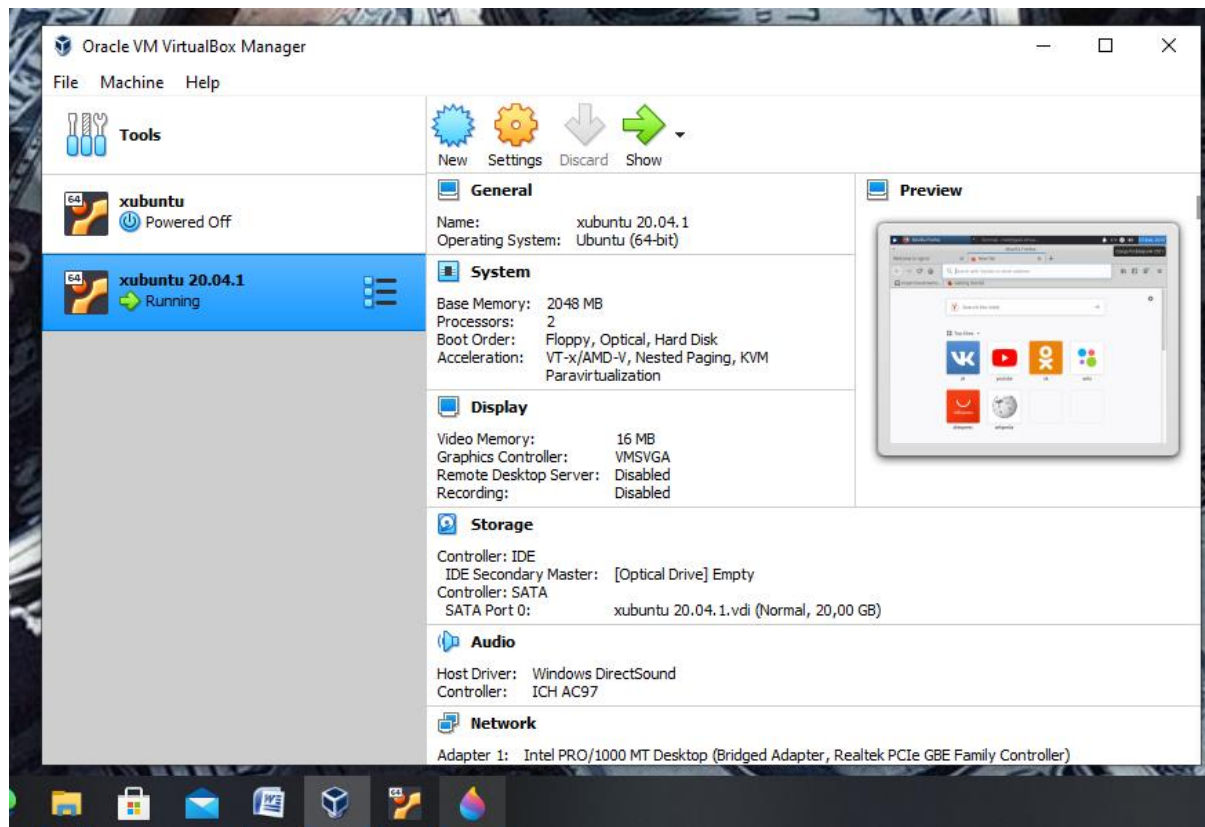 Oracle VM VirtualBox Manager
File Machine Help
Tools
New Settings Discard Show
64
xubuntu
Powered Off
64
xubuntu 20.04.1
Running
General
Name: xubuntu 20.04.1
Operating System: Ubuntu (64-bit)
System
Base Memory: 2048 MB
Processors: 2
Boot Order: Floppy, Optical, Hard Disk
Acceleration: VT-x/AMD-V, Nested Paging, KVM
Paravirtualization
Display
Video Memory: 16 MB
Graphics Controller: VMSVGA
Remote Desktop Server: Disabled
Recording: Disabled
Storage
Controller: IDE
IDE Secondary Master: [Optical Drive] Empty
Controller: SATA
SATA Port 0: xubuntu 20.04.1.vdi (Normal, 20,00 GB)
Audio
Host Driver: Windows DirectSound
Controller: ICH AC97
Network
Adapter 1: Intel PRO/1000 MT Desktop (Bridged Adapter, Realtek PCIe GBE Family Controller)
Preview
youtube
wikipedia
64